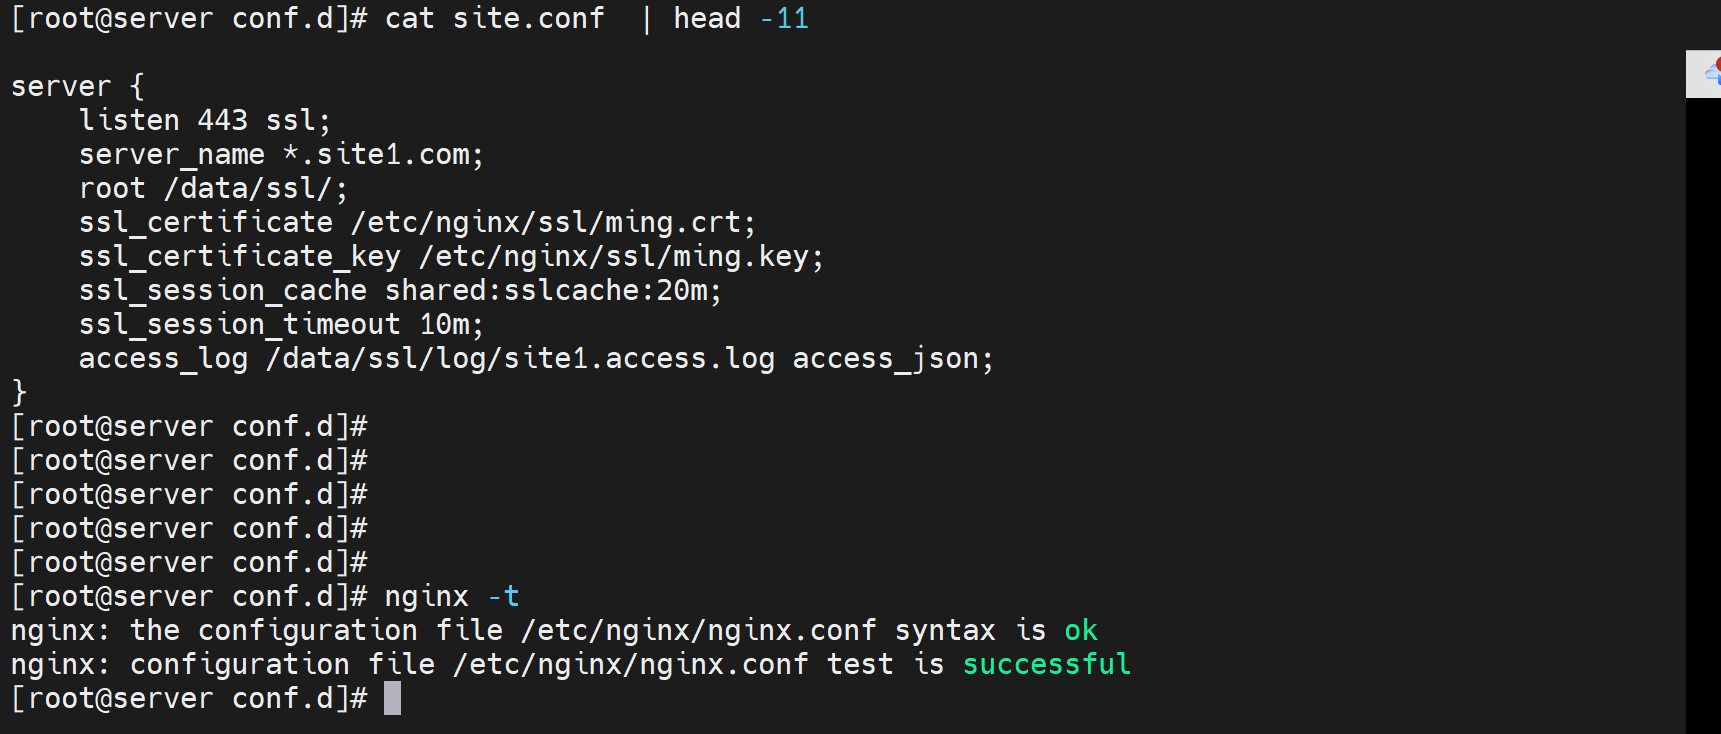 [root@server conf.d]# cat site.conf  | head -11

server {
    listen 443 ssl;
    server_name *.site1.com;
    root /data/ssl/;
    ssl_certificate /etc/nginx/ssl/ming.crt;
    ssl_certificate_key /etc/nginx/ssl/ming.key;
    ssl_session_cache shared:sslcache:20m;
    ssl_session_timeout 10m;
    access_log /data/ssl/log/site1.access.log access_json;
}
[root@server conf.d]#
[root@server conf.d]#
[root@server conf.d]#
[root@server conf.d]#
[root@server conf.d]#
[root@server conf.d]# nginx -t
nginx: the configuration file /etc/nginx/nginx.conf syntax is ok
nginx: configuration file /etc/nginx/nginx.conf test is successful
[root@server conf.d]#